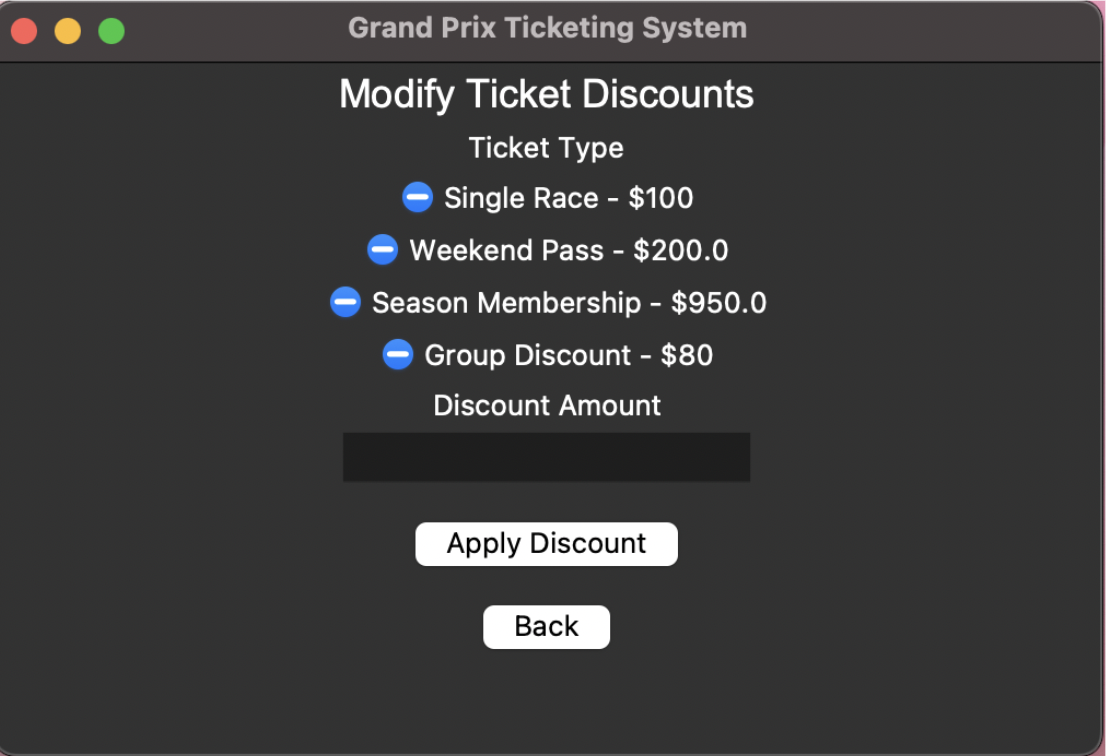 Grand Prix Ticketing System
Modify Ticket Discounts
Ticket Type
Single Race - $100
Weekend Pass - $200.0
Season Membership - $950.0
Group Discount - $80
Discount Amount
Apply Discount
Back